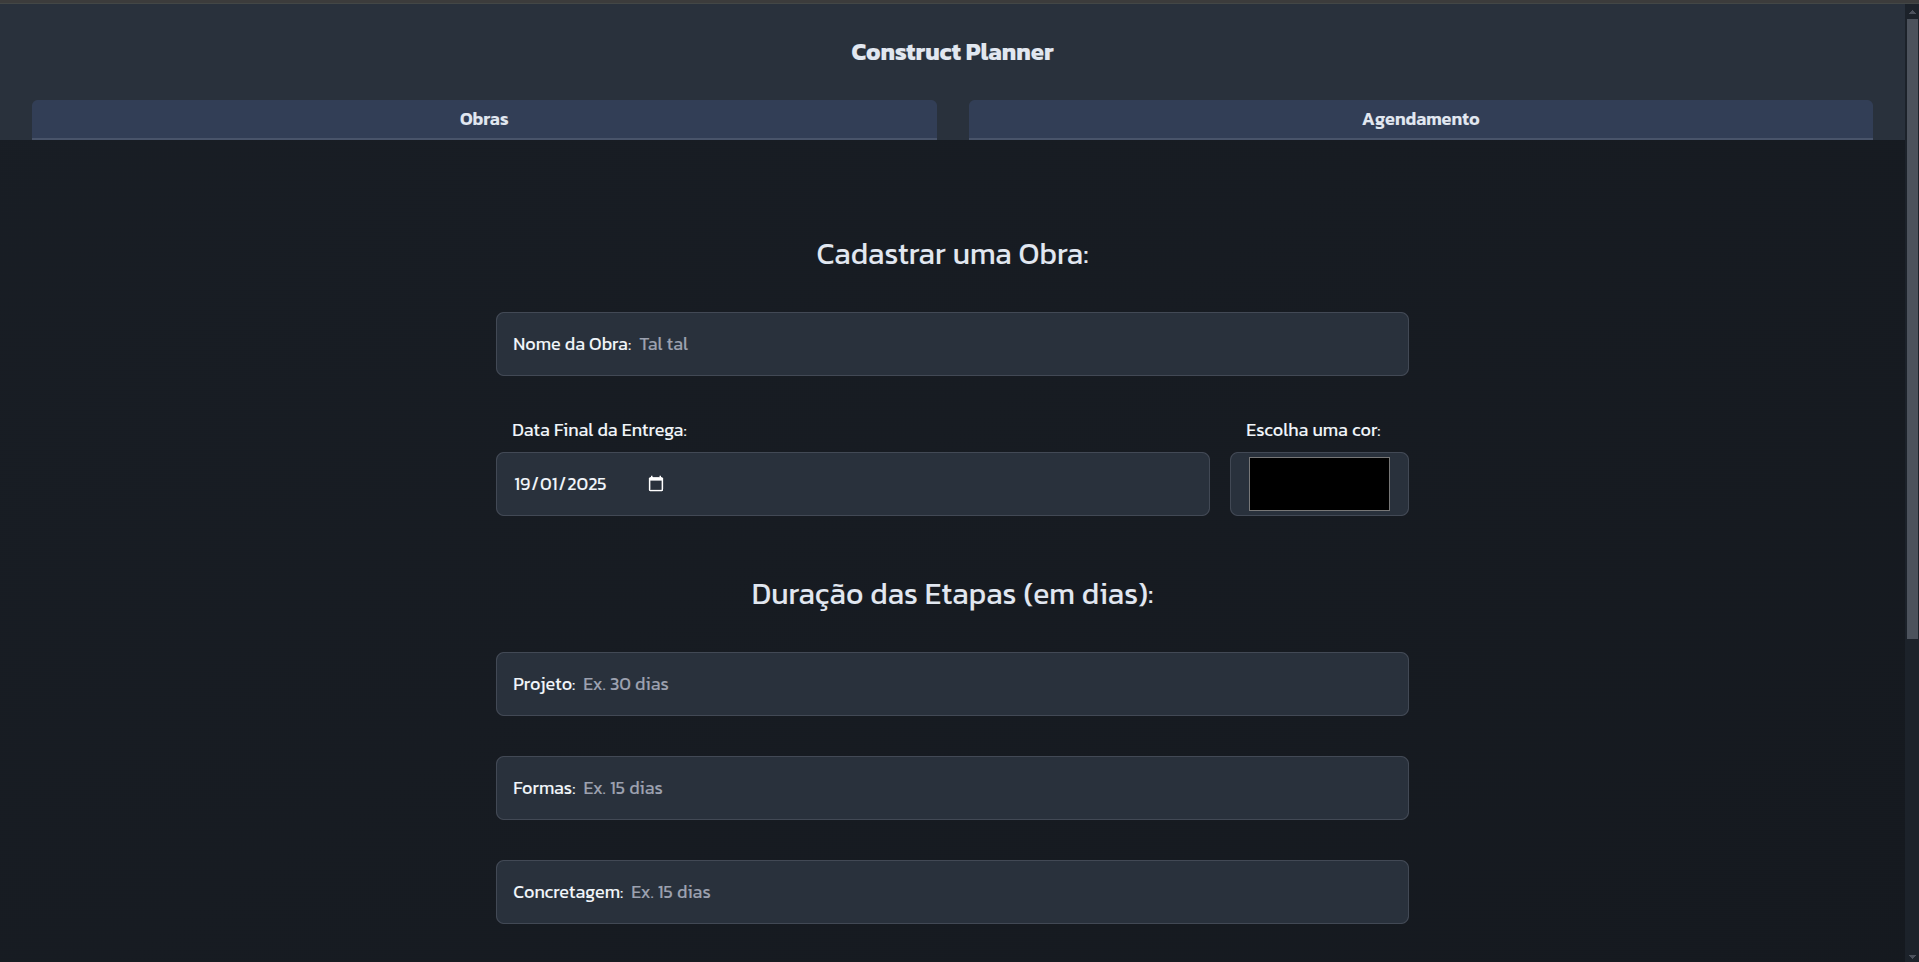 Construct Planner
Obras
Agendamento
Cadastrar uma Obra:
Nome da Obra: Tal tal
Data Final da Entrega:
Escolha uma cor:
19/01/2025
Duração das Etapas (em dias):
Projeto: Ex. 30 dias
Formas: Ex. 15 dias
Concretagem: Ex. 15 dias